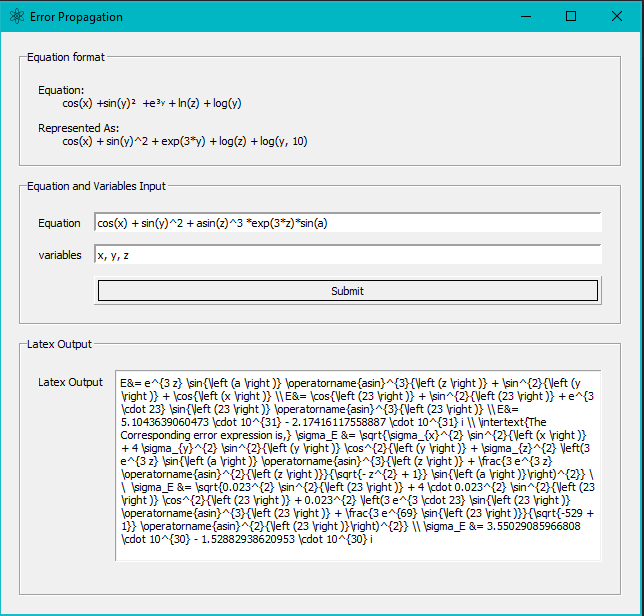 Error Propagation
Equation format
Equation:
cos(x) +sin(y)² +e³ʸ + ln(z) + log(y)
Represented As:
cos(x) + sin(y)^2 + exp(3*y) + log(z) + log(y, 10)
Equation and Variables Input
Equation
cos(x) + sin(y)^2 + asin(z)^3 *exp(3*z)*sin(a)
variables
x, y, z
Submit
Latex Output
Latex Output
E&= e^{3 z} \sin{\left (a \right )} \operatorname{asin}^{3}{\left (z \right )} + \sin^{2}{\left (y
\right )} + \cos{\left (x \right )} \\ E&= \cos{\left (23 \right )} + \sin^{2}{\left (23 \right )} + e^{3
\cdot 23} \sin{\left (23 \right )} \operatorname{asin}^{3}{\left (23 \right )} \\ E&=
5.1043639060473 \cdot 10^{31} - 2.17416117558887 \cdot 10^{31} i \\ \intertext{The
Corresponding error expression is,} \sigma_E &= \sqrt{\sigma_{x}^{2} \sin^{2}{\left (x \right )}
+ 4 \sigma_{y}^{2} \sin^{2}{\left (y \right )} \cos^{2}{\left (y \right )} + \sigma_{z}^{2} \left(3
e^{3 z} \sin{\left (a \right )} \operatorname{asin}^{3}{\left (z \right )} + \frac{3 e^{3 z}
\operatorname{asin}^{2}{\left (z \right )}}{\sqrt{- z^{2} + 1}} \sin{\left (a \right )}\right)^{2}} \
\ \sigma_E &= \sqrt{0.023^{2} \sin^{2}{\left (23 \right )} + 4 \cdot 0.023^{2} \sin^{2}{\left (23
\right )} \cos^{2}{\left (23 \right )} + 0.023^{2} \left(3 e^{3 \cdot 23} \sin{\left (23 \right )}
\operatorname{asin}^{3}{\left (23 \right )} + \frac{3 e^{69} \sin{\left (23 \right )}}{\sqrt{-529 +
1}} \operatorname{asin}^{2}{\left (23 \right )}\right)^{2}} \\ \sigma_E &= 3.55029085966808
\cdot 10^{30} - 1.52882938620953 \cdot 10^{30} i